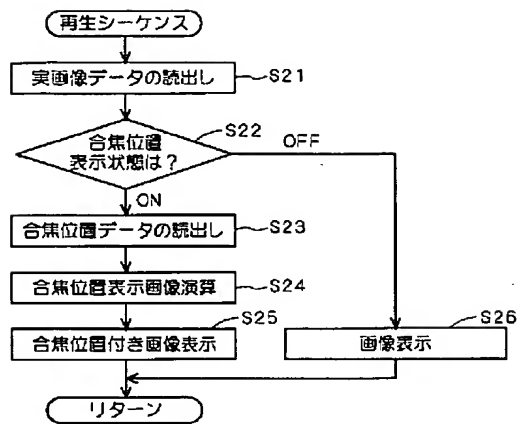 再生シーケンス
実画像データの読出し
S21
合焦位置
表示状態は?
S22
OFF
ON
合焦位置データの読出し
S23
合焦位置表示画像演算
S24
合焦位置付き画像表示
S25
画像表示
S26
リターン